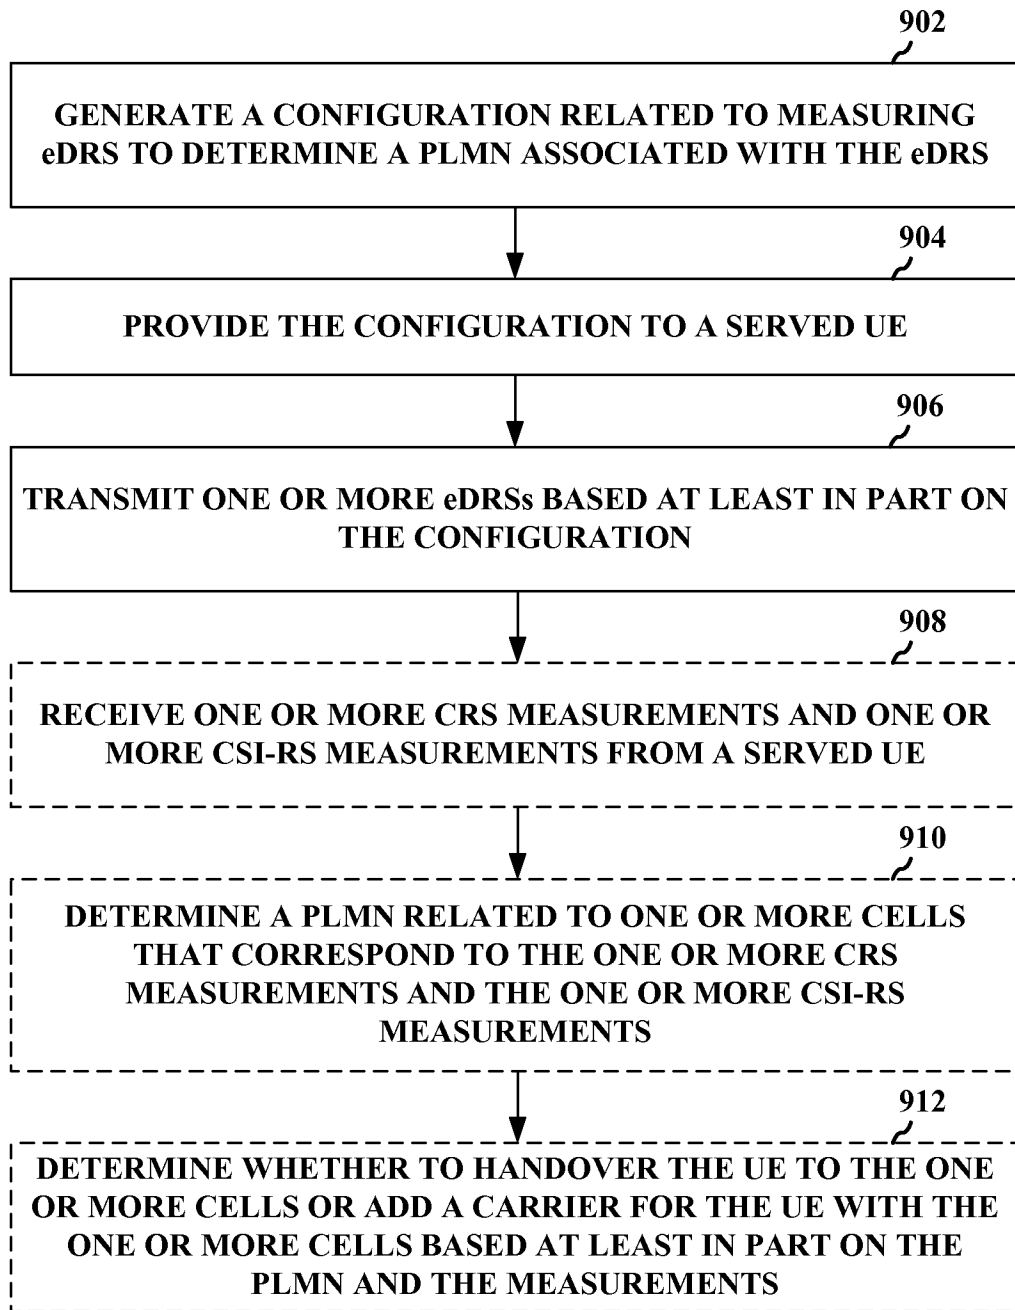 902
GENERATE A CONFIGURATION RELATED TO MEASURING
eDRS TO DETERMINE A PLMN ASSOCIATED WITH THE eDRS
904
PROVIDE THE CONFIGURATION TO A SERVED UE
906
TRANSMIT ONE OR MORE eDRSs BASED AT LEAST IN PART ON
THE CONFIGURATION
908
RECEIVE ONE OR MORE CRS MEASUREMENTS AND ONE OR
MORE CSI-RS MEASUREMENTS FROM A SERVED UE
910
DETERMINE A PLMN RELATED TO ONE OR MORE CELLS
THAT CORRESPOND TO THE ONE OR MORE CRS
MEASUREMENTS AND THE ONE OR MORE CSI-RS
MEASUREMENTS
912
DETERMINE WHETHER TO HANDOVER THE UE TO THE ONE
OR MORE CELLS OR ADD A CARRIER FOR THE UE WITH THE
ONE OR MORE CELLS BASED AT LEAST IN PART ON THE
PLMN AND THE MEASUREMENTS